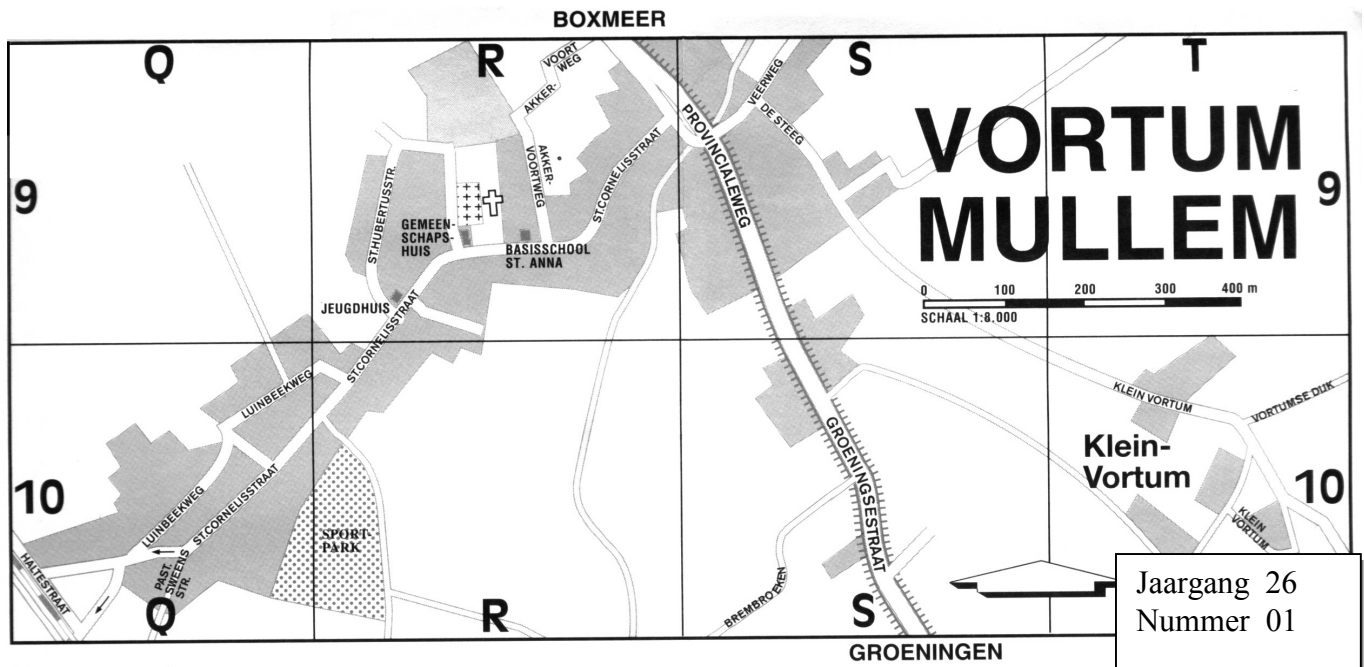 BOXMEER
Q
R
S
T
VOORT
WEG
AKKER-
VEERWEG
DE STEEG
PROVINCIALEWEG
VORTUM
MULLEM
9
9
AKKER-
VOORTWEG
ST.CORNELISSTRAAT
ST.HUBERTUSSTR.
GEMEEN-
SCHAPS-
HUIS
BASISSCHOOL
ST. ANNA
JEUGDHUIS
ST.CORNELISSTRAAT
0 100 200 300 400 m
SCHAAL 1:8.000
LUINBEEKWEG
KLEIN VORTUM
VORTUMSE DIJK
Klein-
Vortum
10
10
GROENINGSESTRAAT
LUINBEEKWEG
ST.CORNELISSTRAAT
SPORT-
PARK
KLEIN
VORTUM
HALTESTRAAT
PAST.
SWEENS
STR.
BREMBROEKEN
Q
R
S
Jaargang 26
Nummer 01
GROENINGEN